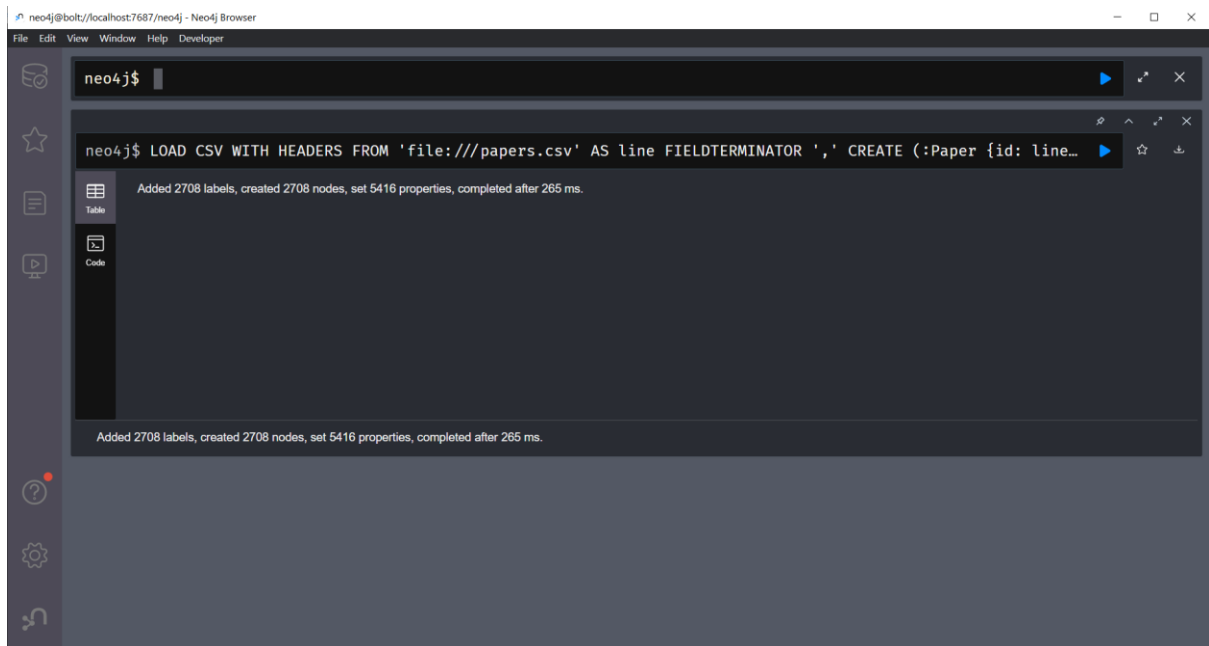 neo4j@bolt://localhost:7687/neo4j - Neo4j Browser
File Edit View Window Help Developer
neo4j$
neo4j$ LOAD CSV WITH HEADERS FROM 'file:///papers.csv' AS line FIELDTERMINATOR ',' CREATE (:Paper {id: line…
Table
Added 2708 labels, created 2708 nodes, set 5416 properties, completed after 265 ms.
Code
Added 2708 labels, created 2708 nodes, set 5416 properties, completed after 265 ms.